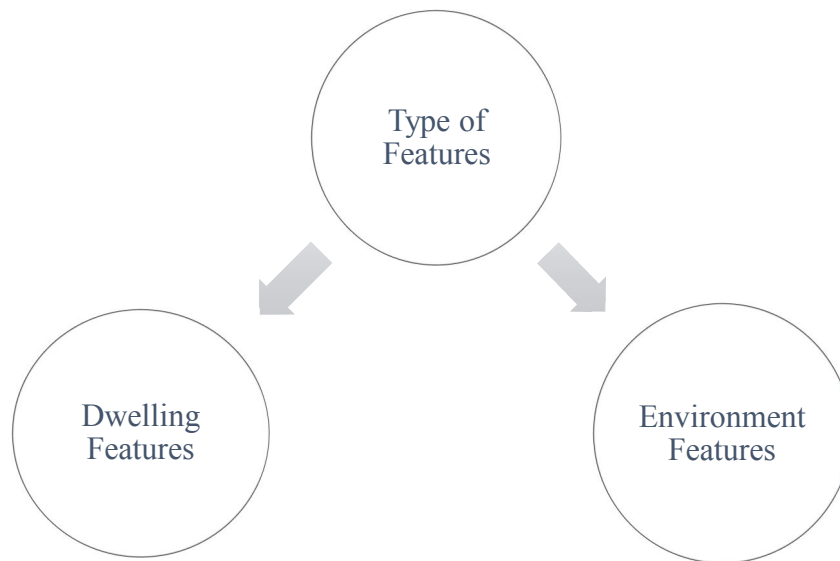 Type of
Features
Dwelling
Features
Environment
Features